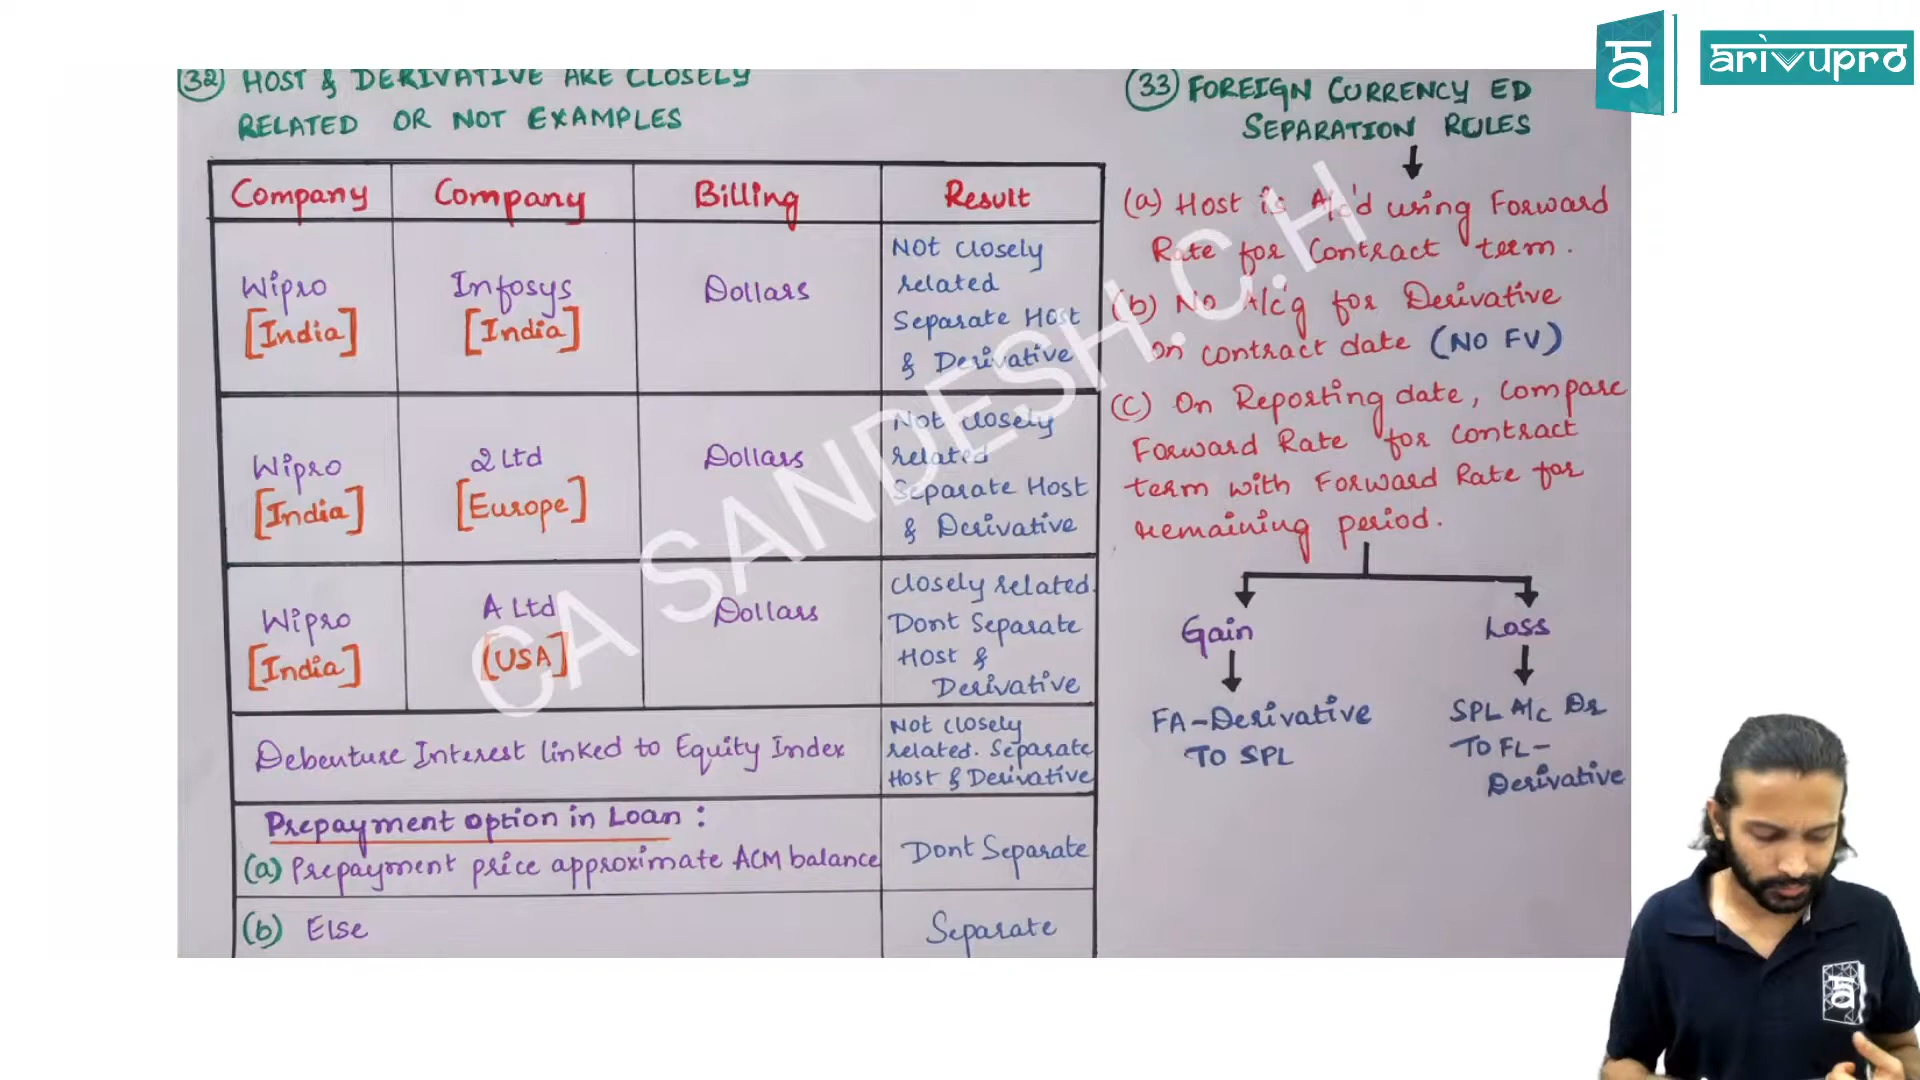 arivupro
(32) HOST & DERIVATIVE ARE CLOSELY
RELATED OR NOT EXAMPLES
Company Company Billing Result
Wipro
[India]
Infosys
[India]
Dollars
Not closely
related
Separate Host
& Derivative
Wipro
[India]
2 Ltd
[Europe]
Dollars
Not closely
related
Separate Host
& Derivative
Wipro
[India]
A Ltd
[USA]
Dollars
Closely related.
Dont Separate
Host &
Derivative
Debenture Interest linked to Equity Index
Not closely
related. Separate
Host & Derivative
Prepayment option in Loan :
(a) Prepayment price approximate ACM balance
Dont Separate
(b) Else
Separate
(33) FOREIGN CURRENCY ED
SEPARATION RULES
(a) Host is A/c'd using Forward
Rate for Contract term.
(b) No A/c'g for Derivative
on contract date (NO FV)
(C) On Reporting date, compare
Forward Rate for contract
term with Forward Rate for
remaining period.
Gain
FA-Derivative
TO SPL
Loss
SPL A/c Dr
TO FL-
Derivative
CA SANDESH.C.H